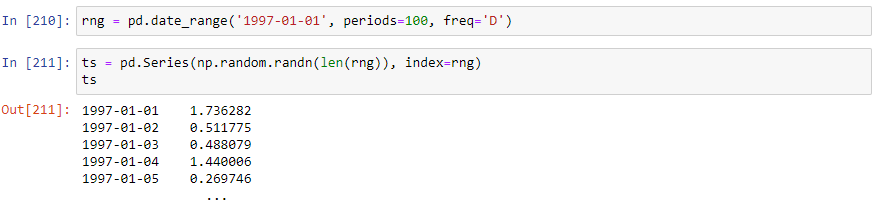 In [210]: rng = pd.date_range('1997-01-01', periods=100, freq='D')
In [211]: ts = pd.Series(np.random.randn(len(rng)), index=rng)
ts
Out[211]: 1997-01-01    1.736282
1997-01-02    0.511775
1997-01-03    0.488079
1997-01-04    1.440006
1997-01-05    0.269746
...